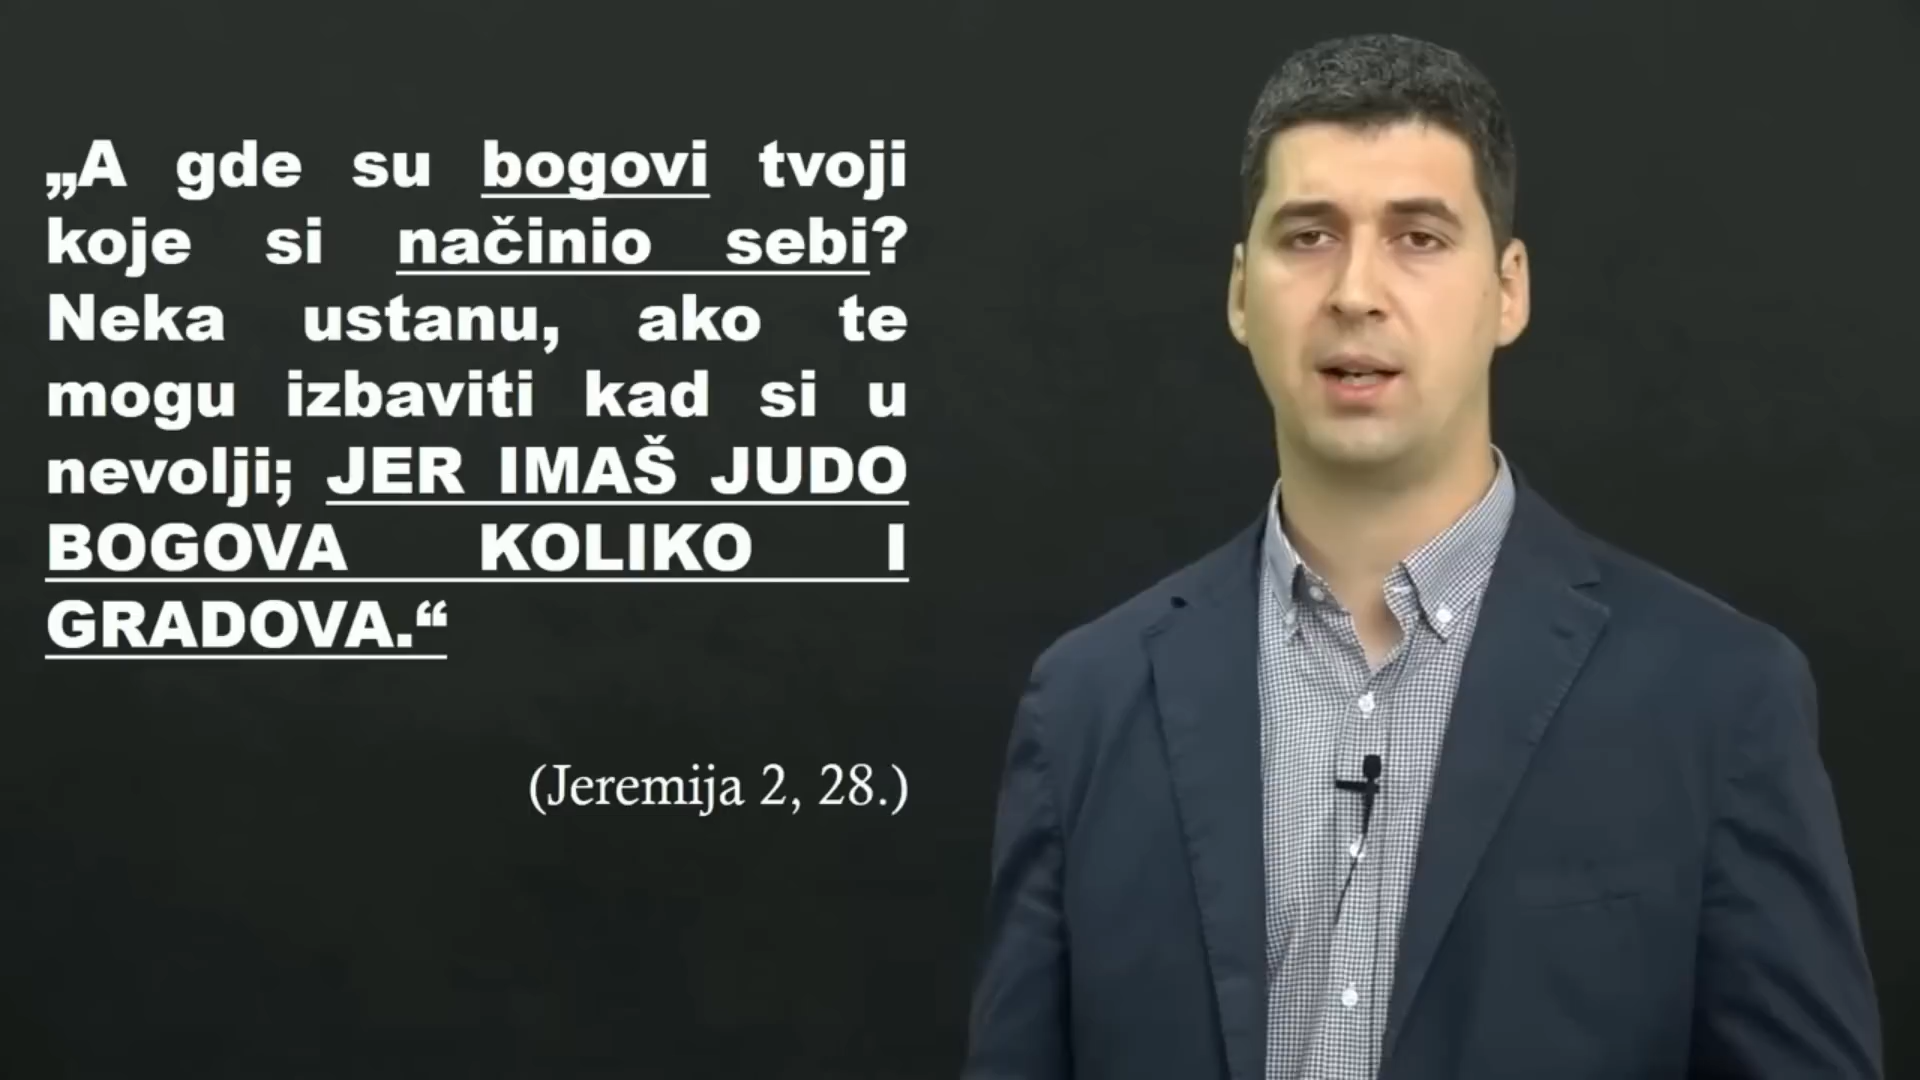 „A gde su bogovi tvoji
koje si načinio sebi?
Neka ustanu, ako te
mogu izbaviti kad si u
nevolji; JER IMAŠ JUDO
BOGOVA KOLIKO I
GRADOVA.“
(Jeremija 2, 28.)